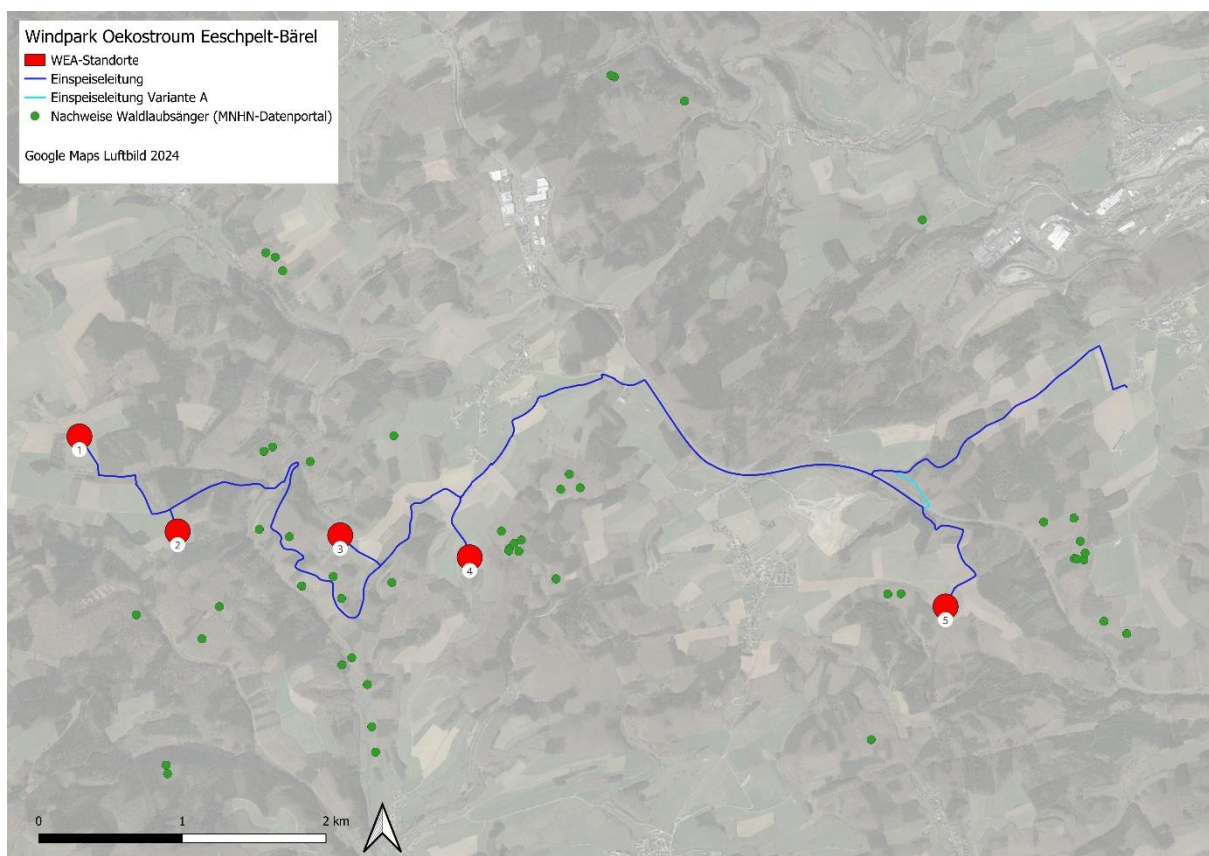 Windpark Oekostroum Eeschpelt-Bärel
WEA-Standorte
Einspeiseleitung
Einspeiseleitung Variante A
Nachweise Waldlaubsänger (MNHN-Datenportal)
Google Maps Luftbild 2024
1
2
3
4
5
0 1 2 km